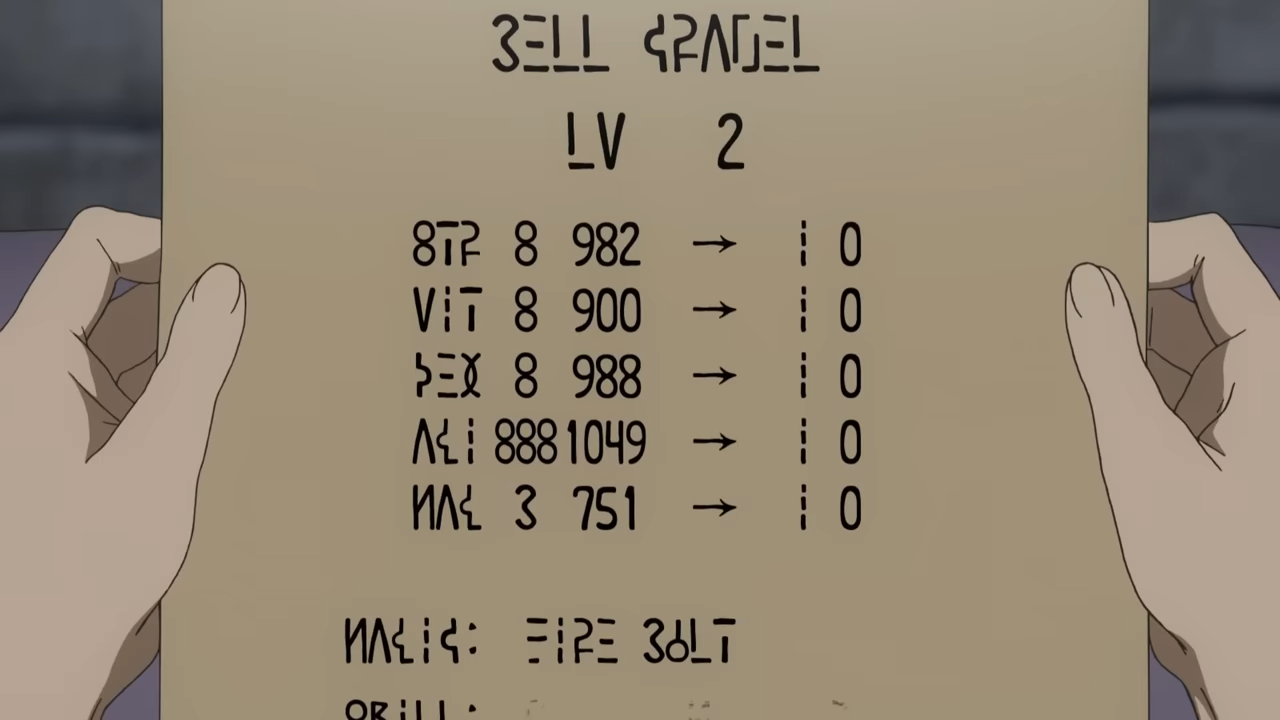 BELL CRANEL
LV 2
STR S 982 → I 0
VIT S 900 → I 0
DEX S 988 → I 0
AGI SSS 1049 → I 0
MAG B 751 → I 0
MAGIC: FIRE BOLT
SKILL: